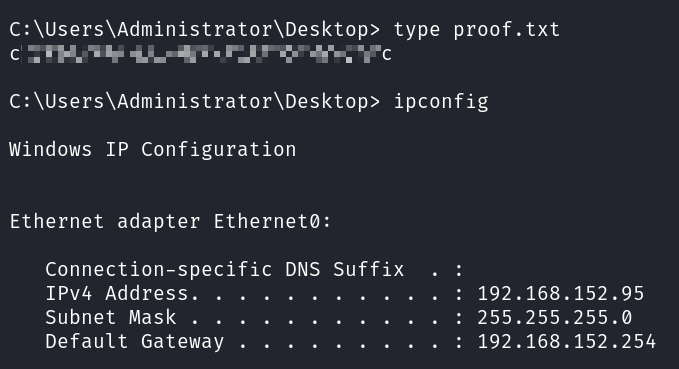 C:\Users\Administrator\Desktop> type proof.txt
c c
C:\Users\Administrator\Desktop> ipconfig
Windows IP Configuration
Ethernet adapter Ethernet0:
Connection-specific DNS Suffix . :
IPv4 Address. . . . . . . . . . . : 192.168.152.95
Subnet Mask . . . . . . . . . . . : 255.255.255.0
Default Gateway . . . . . . . . . : 192.168.152.254